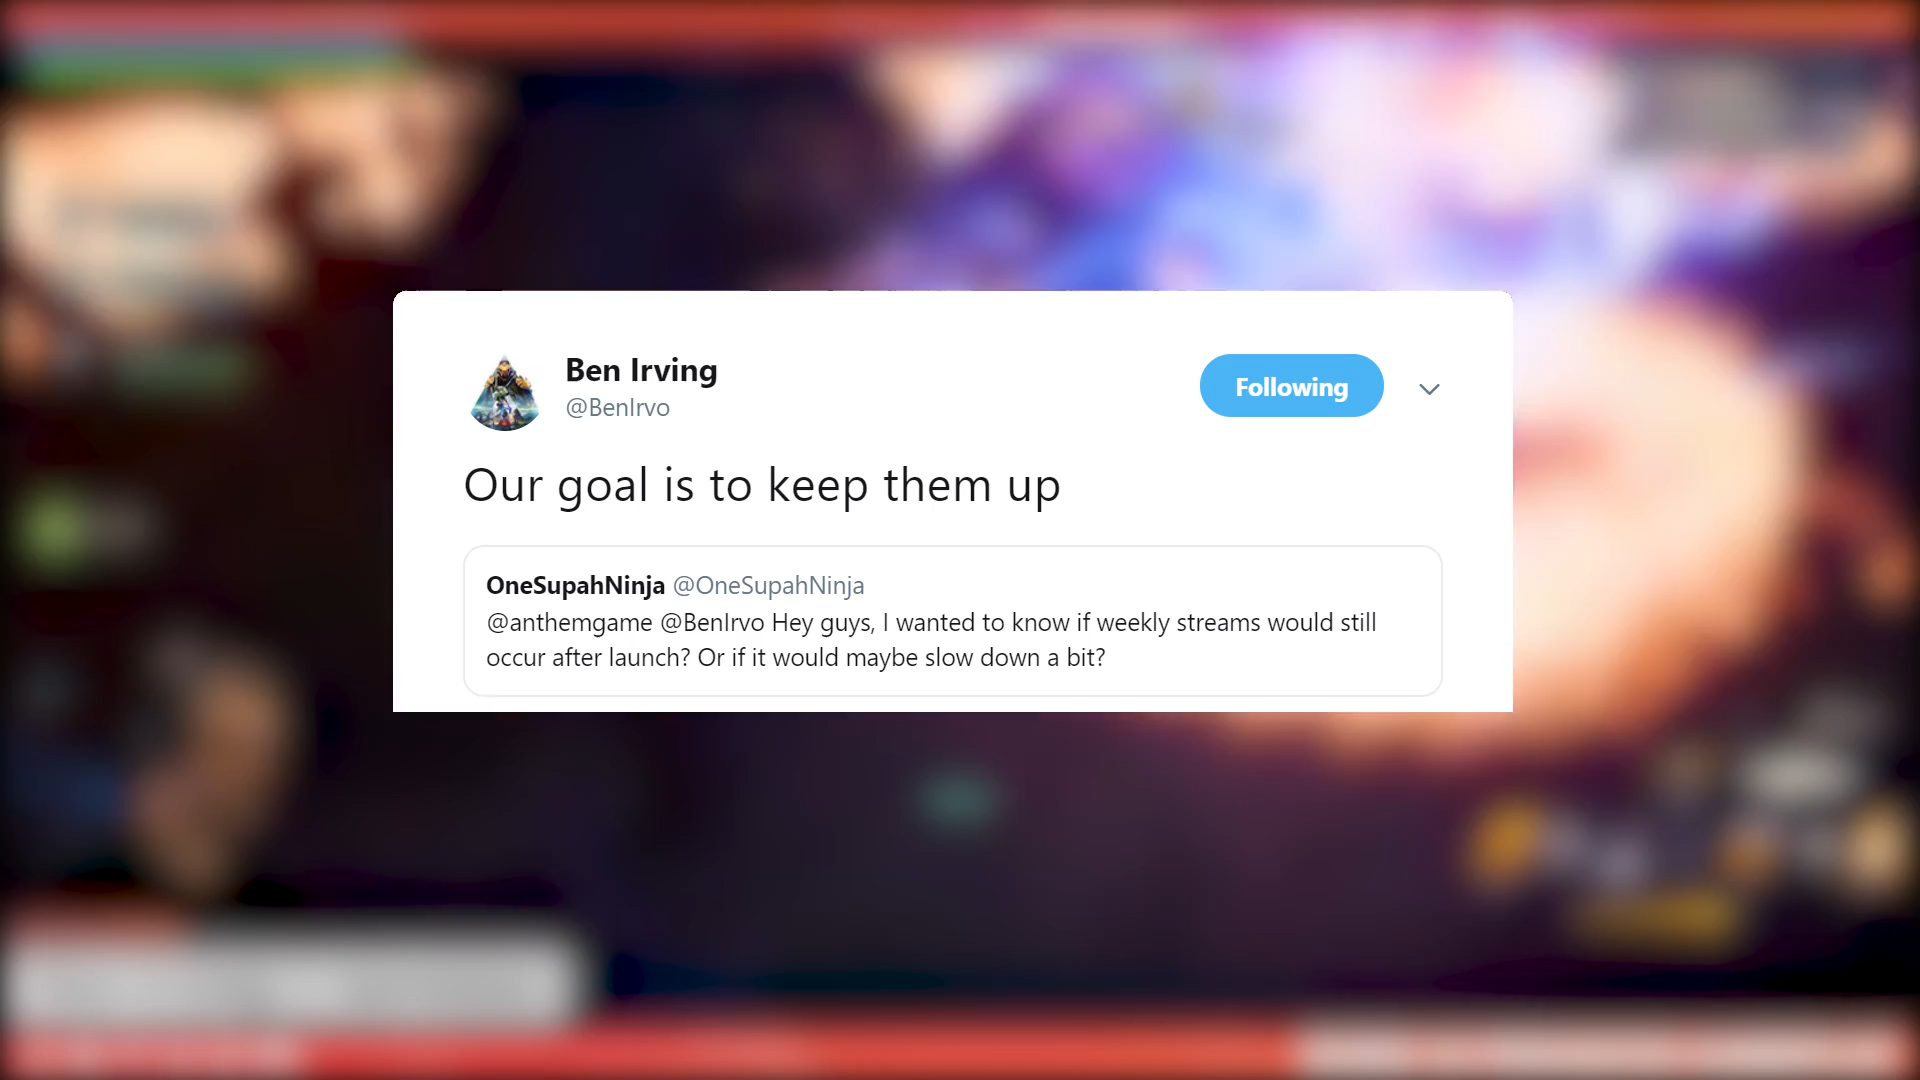 Ben Irving
@BenIrvo
Following
Our goal is to keep them up
OneSupahNinja @OneSupahNinja
@anthemgame @BenIrvo Hey guys, I wanted to know if weekly streams would still
occur after launch? Or if it would maybe slow down a bit?